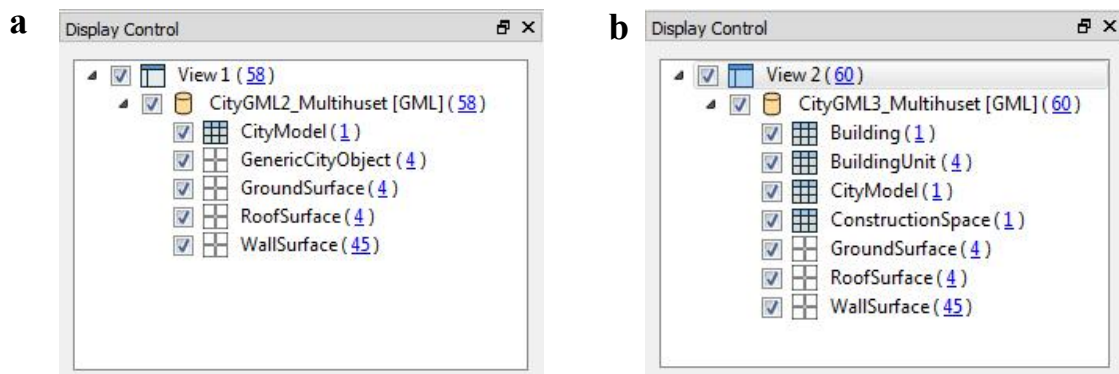 a
Display Control
View 1 (58)
CityGML2_Multihuset [GML] (58)
CityModel (1)
GenericCityObject (4)
GroundSurface (4)
RoofSurface (4)
WallSurface (45)
b
Display Control
View 2 (60)
CityGML3_Multihuset [GML] (60)
Building (1)
BuildingUnit (4)
CityModel (1)
ConstructionSpace (1)
GroundSurface (4)
RoofSurface (4)
WallSurface (45)